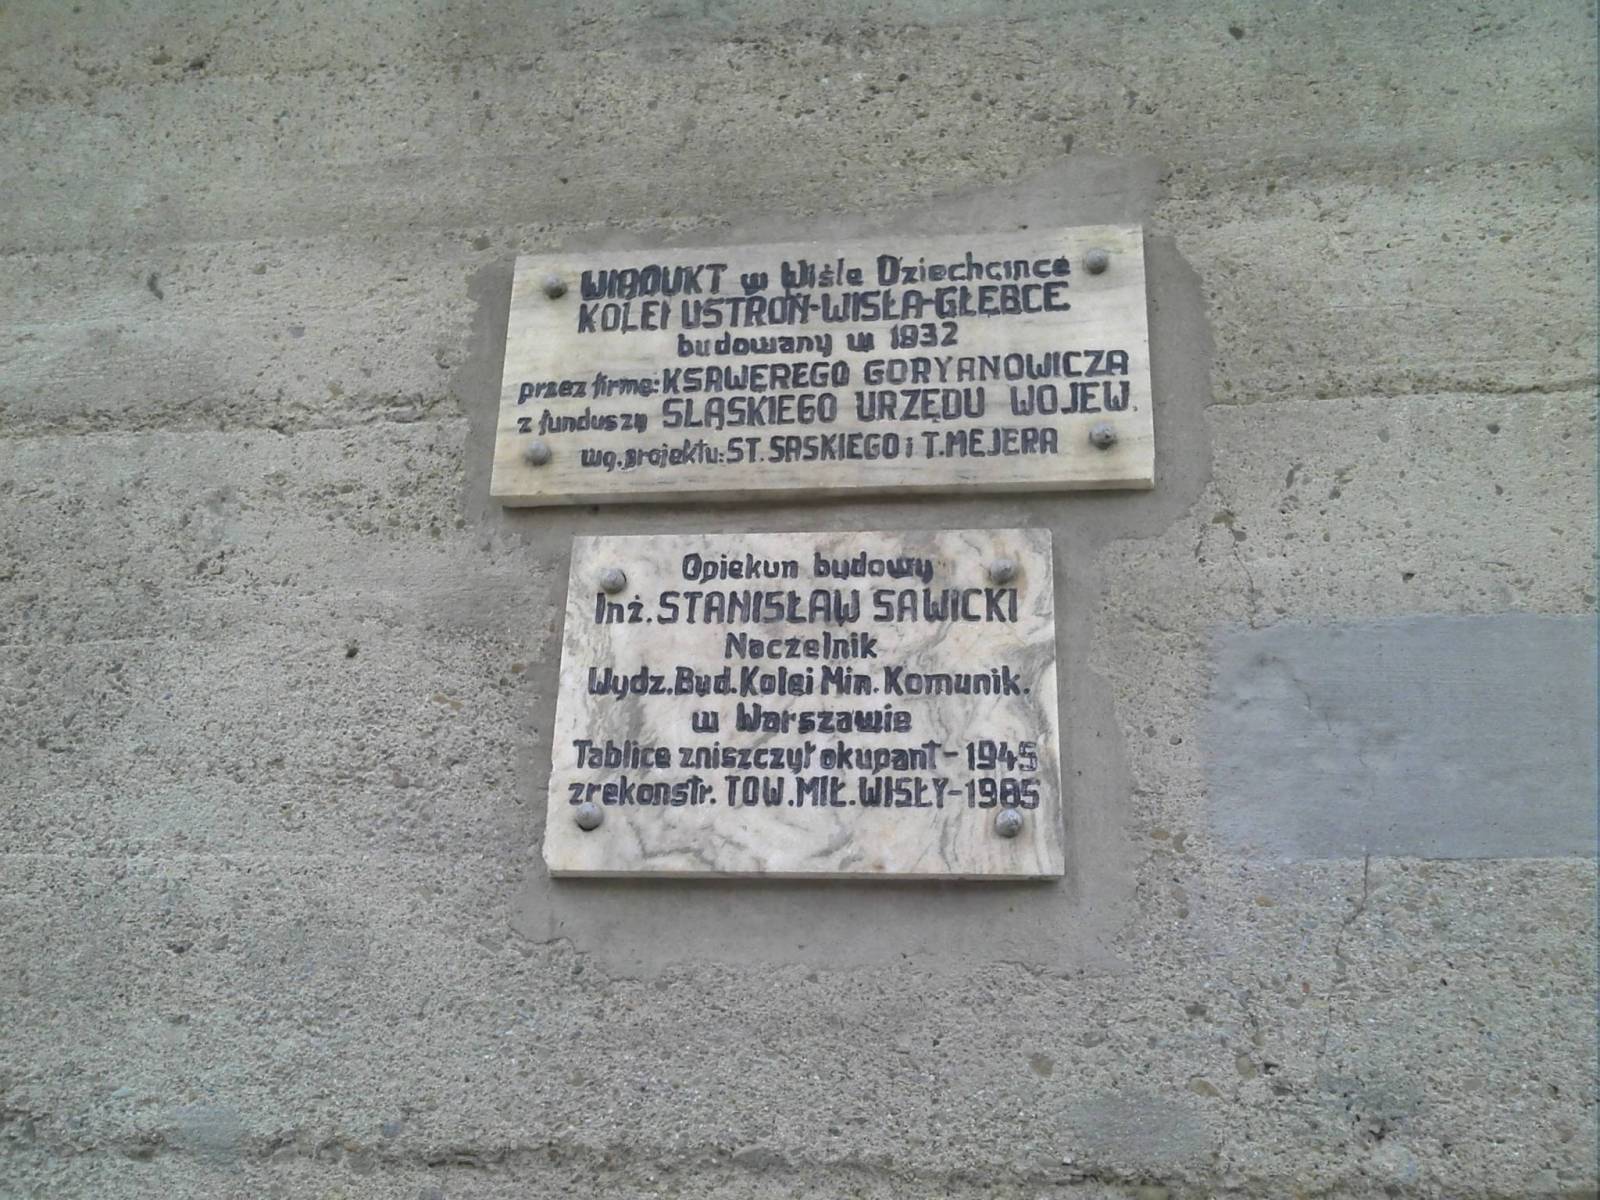 WIADUKT w Wiśle Dziechcince
KOLEI USTROŃ-WISŁA-GŁĘBCE
budowany w 1932
przez firmę: KSAWEREGO GORYANOWICZA
z funduszy ŚLĄSKIEGO URZĘDU WOJEW.
wg. projektu: ST. SASKIEGO i T. MEJERA
Opiekun budowy
Inż. STANISŁAW SAWICKI
Naczelnik
Wydz. Bud. Kolei Min. Komunik.
w Warszawie
Tablice zniszczył okupant - 1945
zrekonstr. TOW. MIŁ. WISŁY - 1985